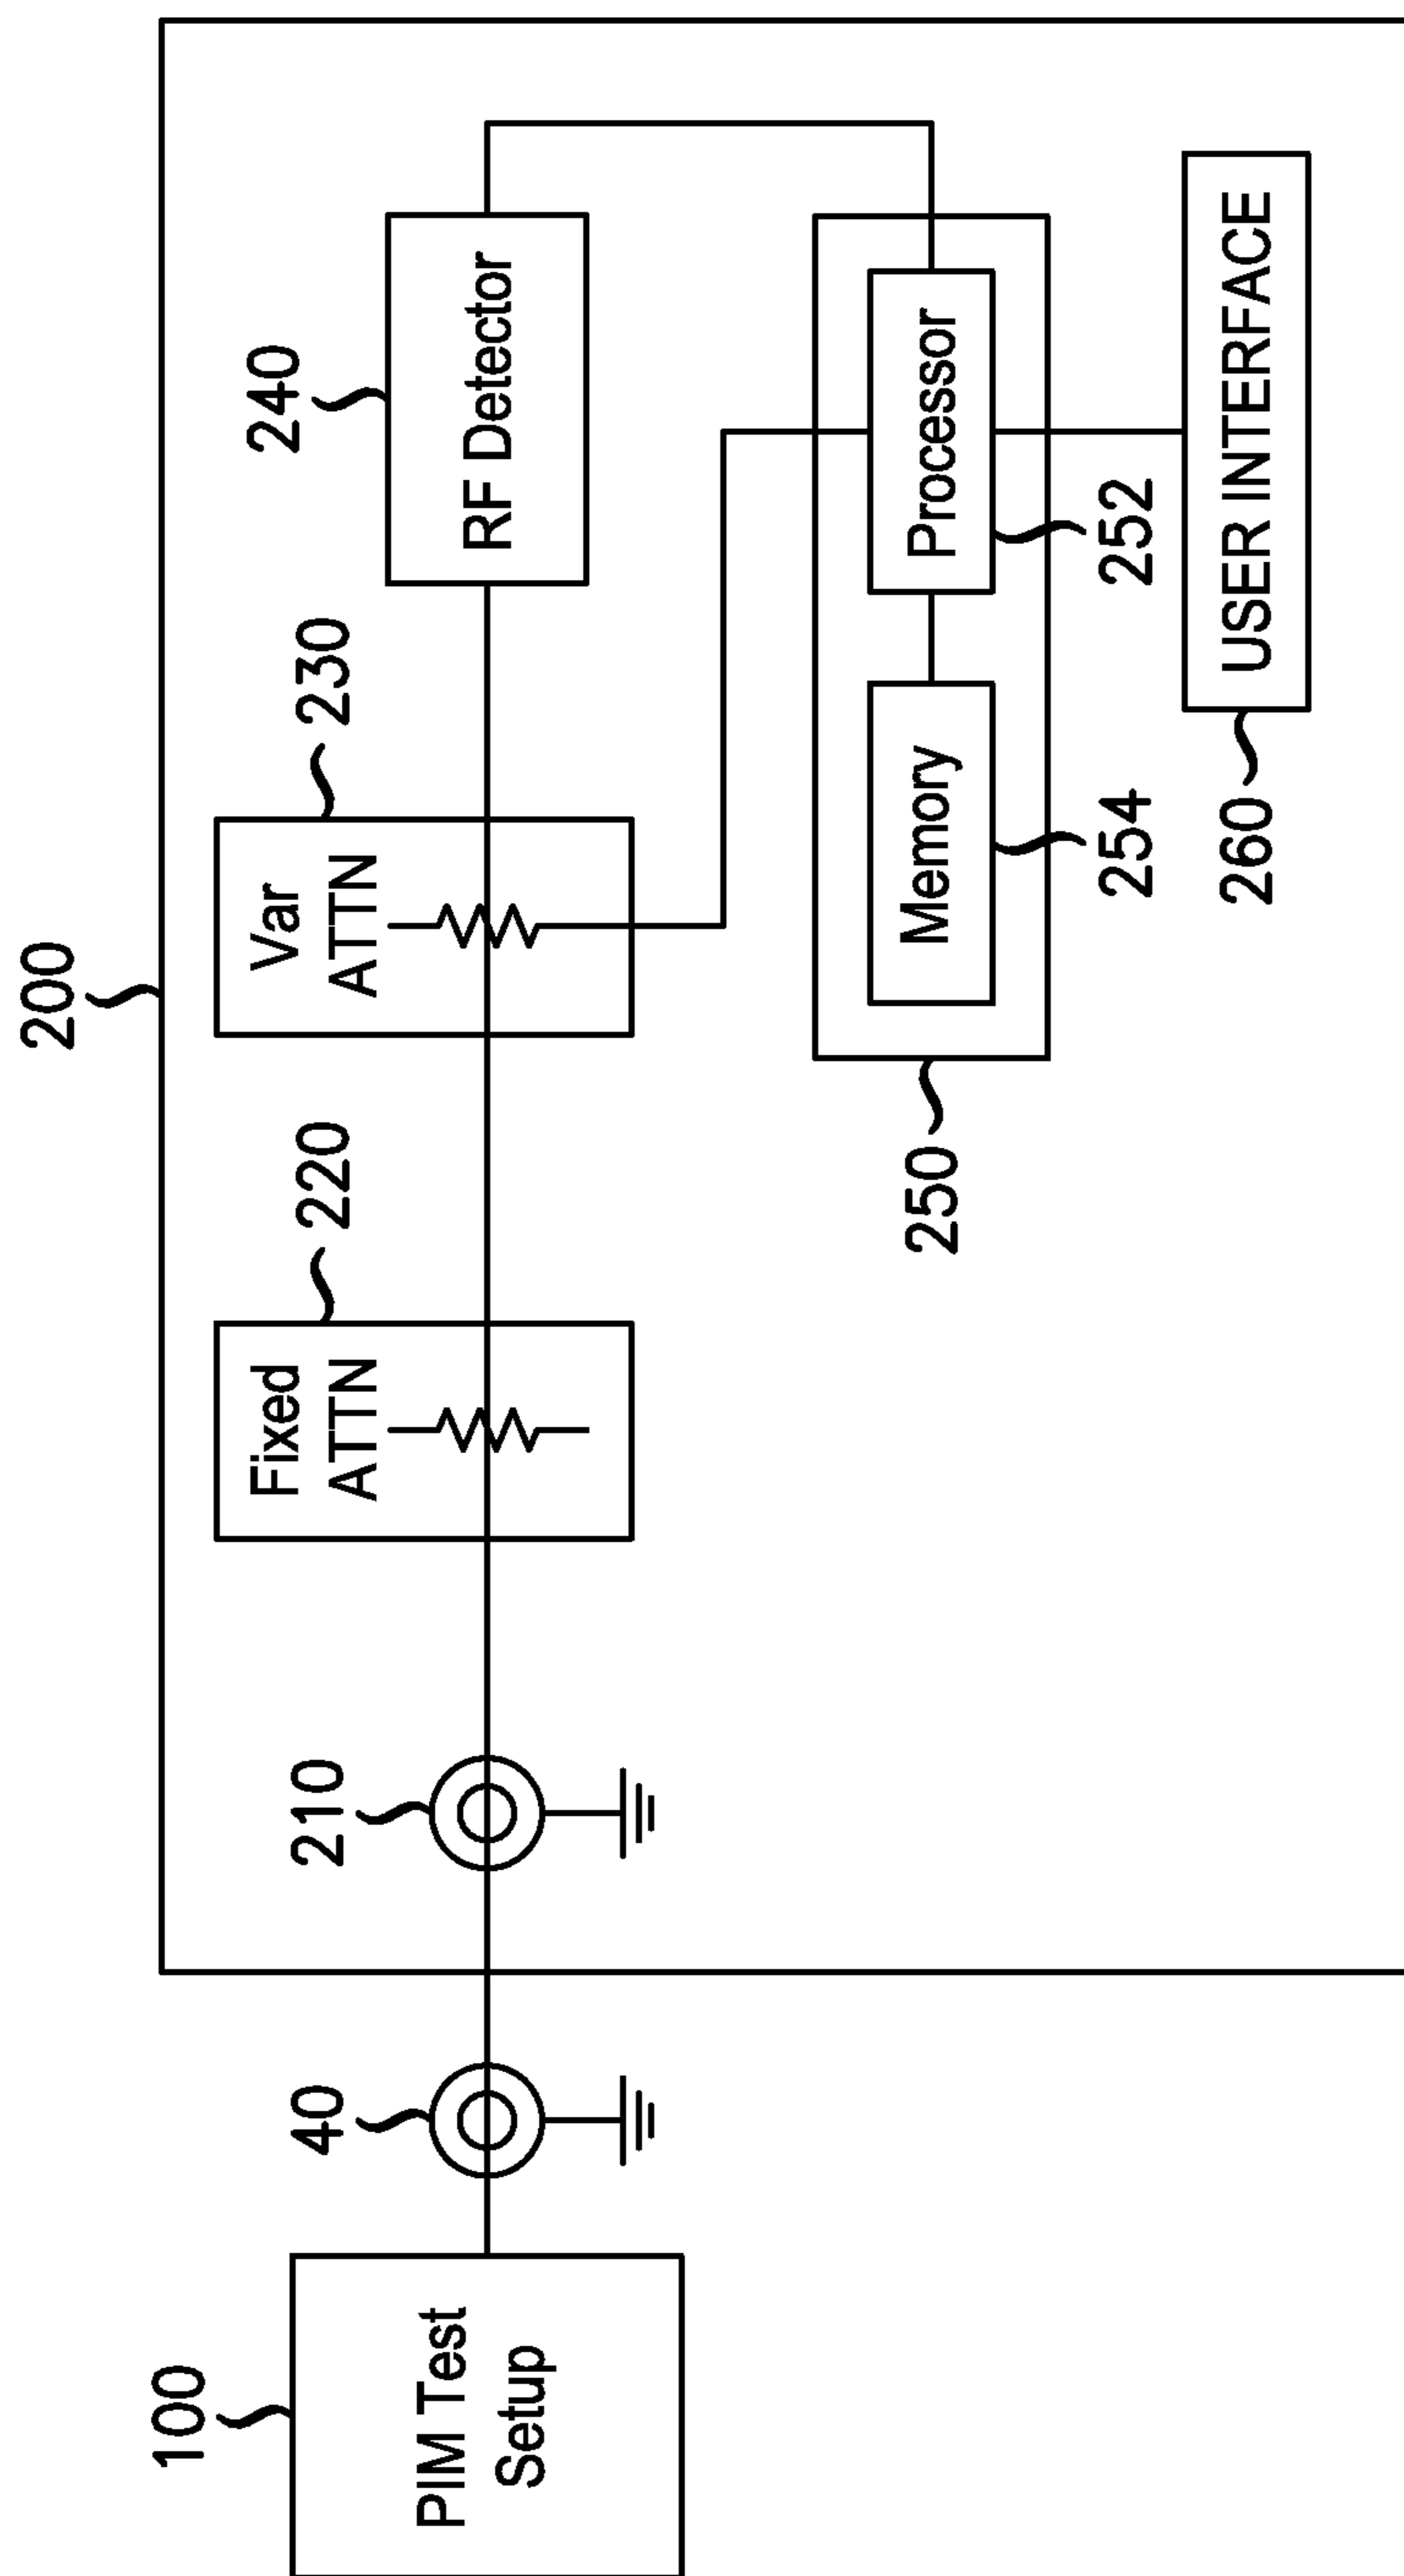 200
100
PIM Test
Setup
40
210
220
Fixed
ATTN
230
Var
ATTN
240
RF Detector
250
Memory
254
Processor
252
260
USER INTERFACE